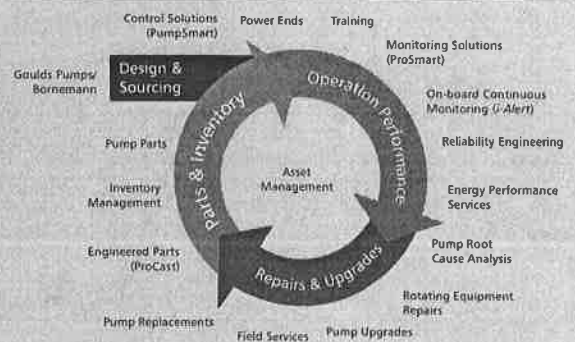 Control Solutions
(PumpSmart)
Power Ends
Training
Monitoring Solutions
(ProSmart)
Goulds Pumps/
Bornemann
Design &
Sourcing
Operation Performance
On-board Continuous
Monitoring (i-Alert)
Pump Parts
Parts & Inventory
Reliability Engineering
Asset
Management
Inventory
Management
Energy Performance
Services
Engineered Parts
(ProCast)
Repairs & Upgrades
Pump Root
Cause Analysis
Rotating Equipment
Repairs
Pump Replacements
Field Services
Pump Upgrades